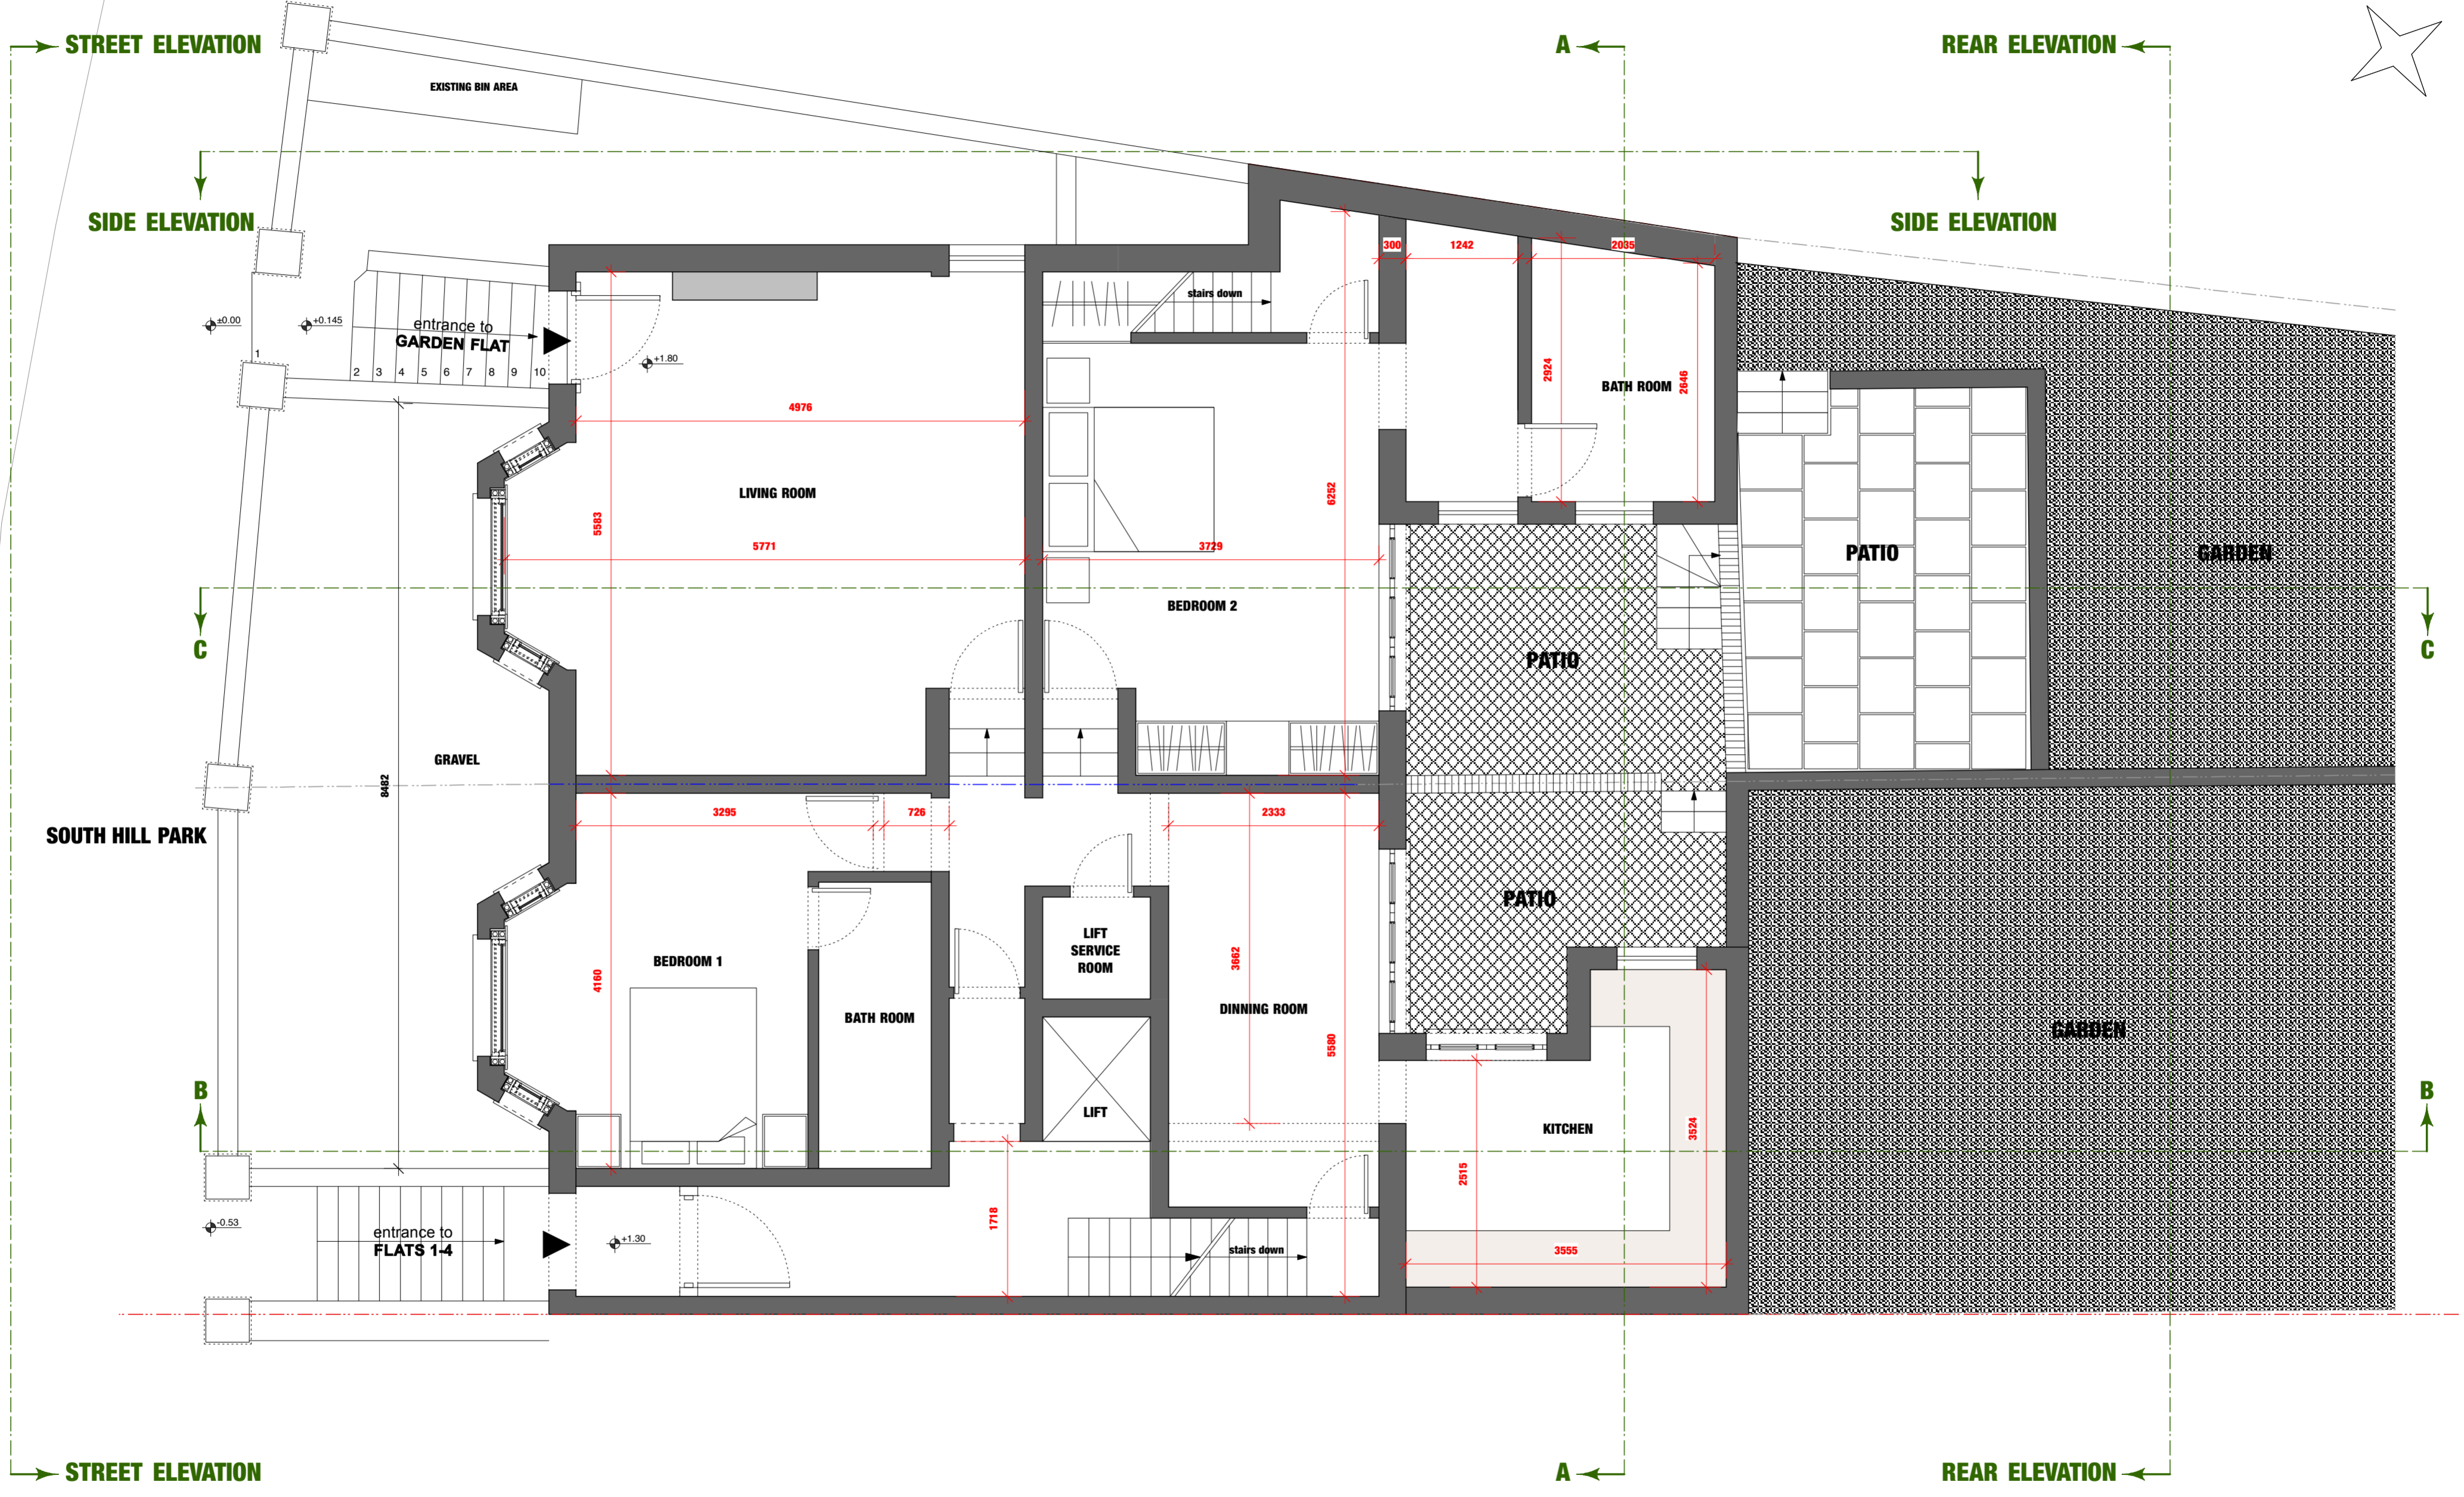 STREET ELEVATION
A
REAR ELEVATION
EXISTING BIN AREA
SIDE ELEVATION
SIDE ELEVATION
300
1242
2035
stairs down
±0.00
+0.145
entrance to
GARDEN FLAT
+1.80
1
2 3 4 5 6 7 8 9 10
2924
BATH ROOM
2646
4976
LIVING ROOM
6252
5583
5771
3729
PATIO
GARDEN
BEDROOM 2
C
C
PATIO
GRAVEL
8482
3295
726
2333
SOUTH HILL PARK
PATIO
LIFT
SERVICE
ROOM
3662
BEDROOM 1
4160
DINNING ROOM
BATH ROOM
GARDEN
5580
B
B
LIFT
KITCHEN
3524
2515
1718
-0.53
entrance to
FLATS 1-4
+1.30
stairs down
3555
STREET ELEVATION
A
REAR ELEVATION